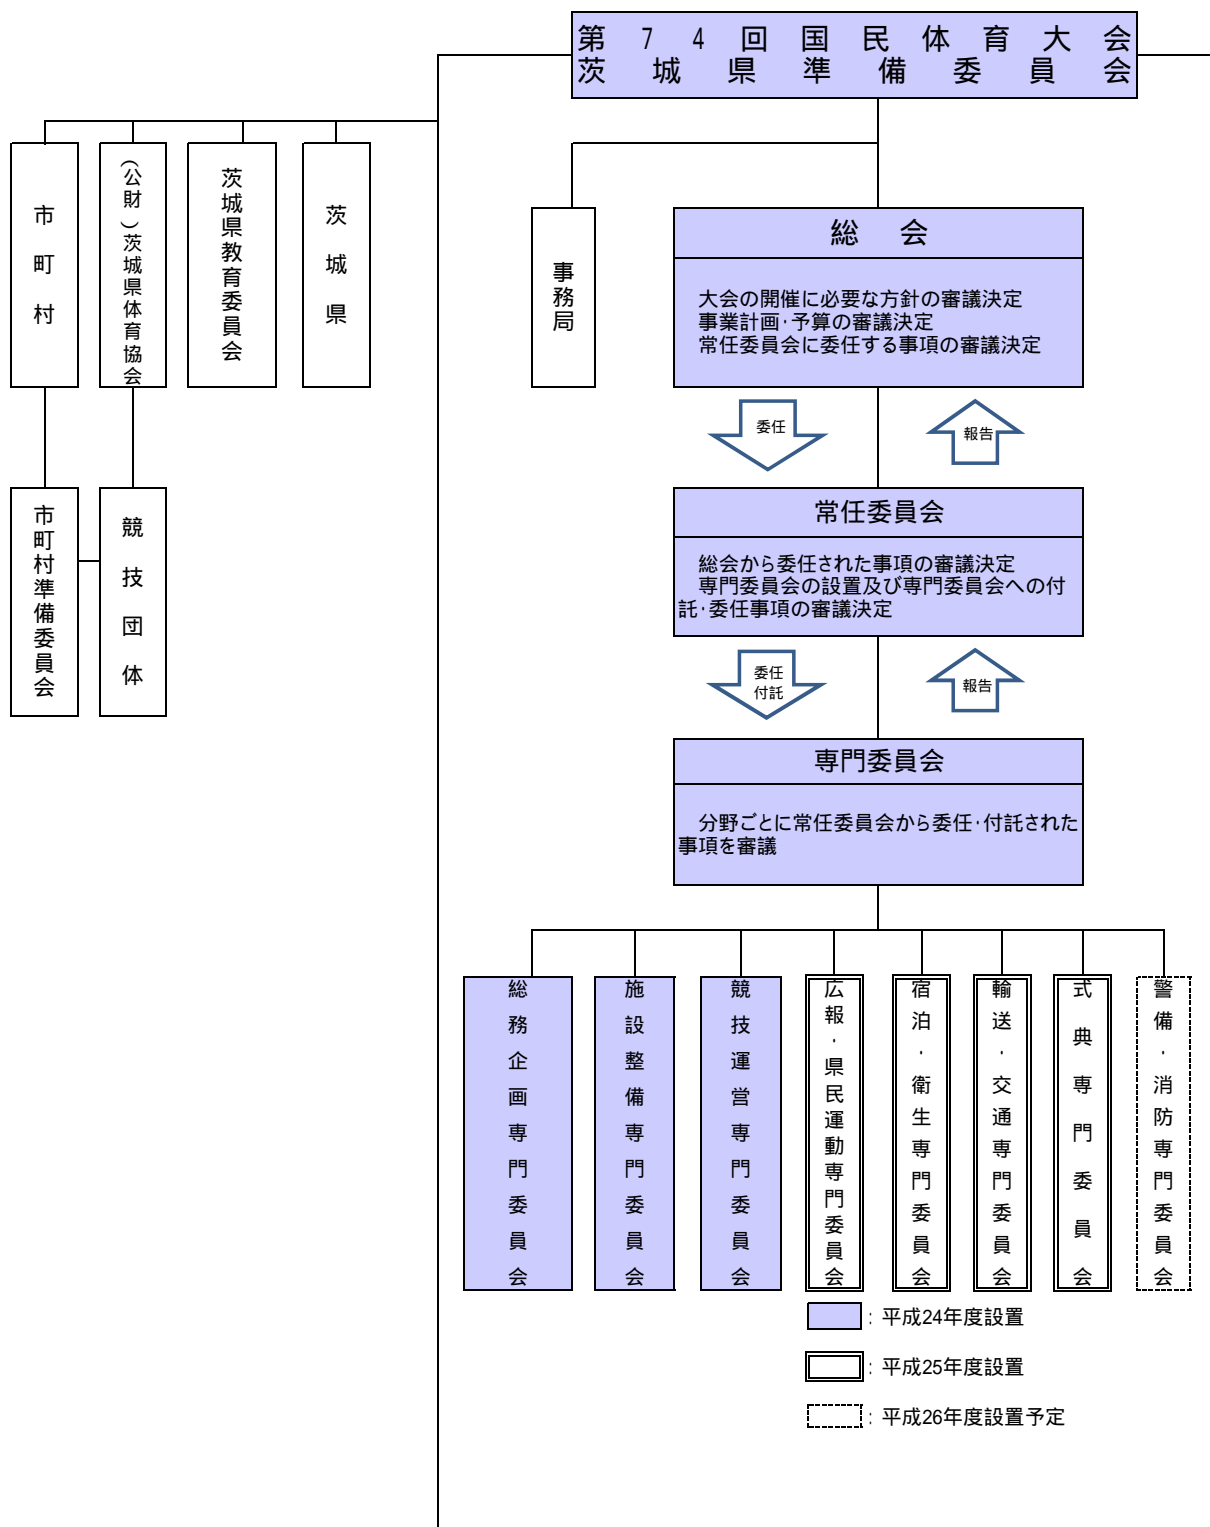 第74回国民体育大会
茨城県準備委員会
市町村
(公財)茨城県体育協会
茨城県教育委員会
茨城県
事務局
総会
大会の開催に必要な方針の審議決定
事業計画・予算の審議決定
常任委員会に委任する事項の審議決定
委任
報告
市町村準備委員会
競技団体
常任委員会
総会から委任された事項の審議決定
専門委員会の設置及び専門委員会への付
託・委任事項の審議決定
委任
付託
報告
専門委員会
分野ごとに常任委員会から委任・付託された
事項を審議
総務企画専門委員会
施設整備専門委員会
競技運営専門委員会
広報・県民運動専門委員会
宿泊・衛生専門委員会
輸送・交通専門委員会
式典専門委員会
警備・消防専門委員会
：平成24年度設置
：平成25年度設置
：平成26年度設置予定